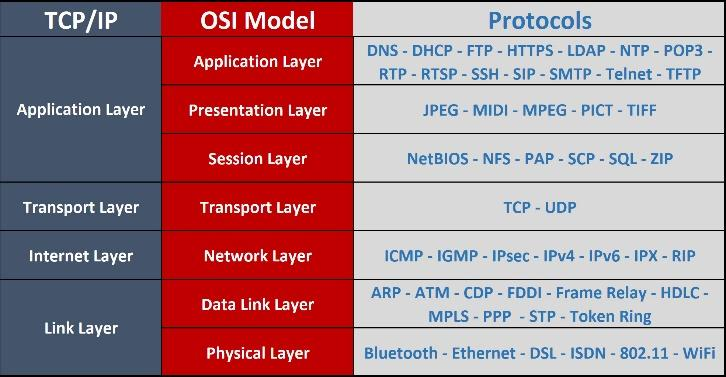 TCP/IP OSI Model Protocols
Application Layer
Application Layer
DNS - DHCP - FTP - HTTPS - LDAP - NTP - POP3 -
RTP - RTSP - SSH - SIP - SMTP - Telnet - TFTP
Presentation Layer
JPEG - MIDI - MPEG - PICT - TIFF
Session Layer
NetBIOS - NFS - PAP - SCP - SQL - ZIP
Transport Layer
Transport Layer
TCP - UDP
Internet Layer
Network Layer
ICMP - IGMP - IPsec - IPv4 - IPv6 - IPX - RIP
Link Layer
Data Link Layer
ARP - ATM - CDP - FDDI - Frame Relay - HDLC -
MPLS - PPP - STP - Token Ring
Physical Layer
Bluetooth - Ethernet - DSL - ISDN - 802.11 - WiFi